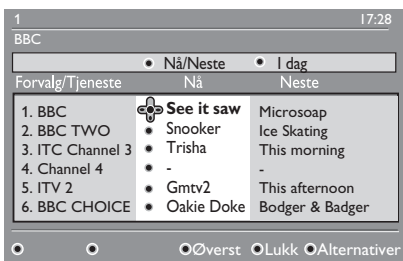 1 17:28
BBC
Nå/Neste I dag
Forvalg/Tjeneste Nå Neste
1. BBC See it saw Microsoap
2. BBC TWO Snooker Ice Skating
3. ITC Channel 3 Trisha This morning
4. Channel 4 - -
5. ITV 2 Gmtv2 This afternoon
6. BBC CHOICE Oakie Doke Bodger & Badger
Øverst Lukk Alternativer